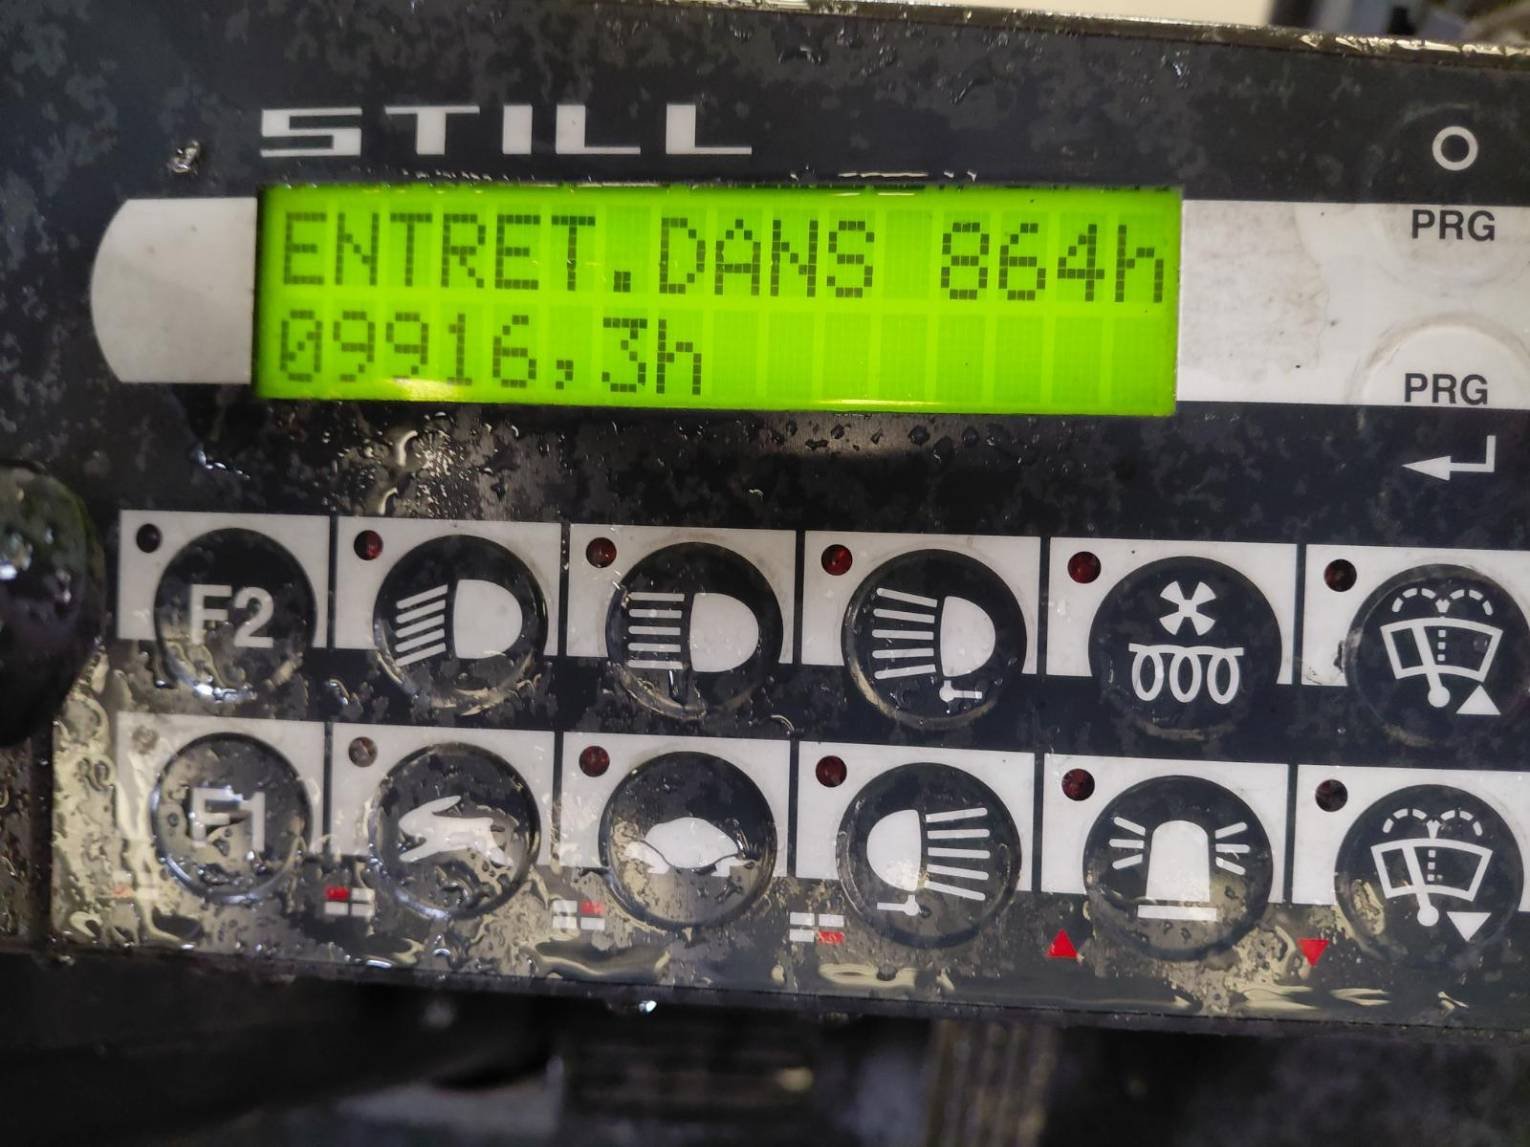 STILL
ENTRET.DANS 864h
09916,3h
PRG
PRG
F2
F1